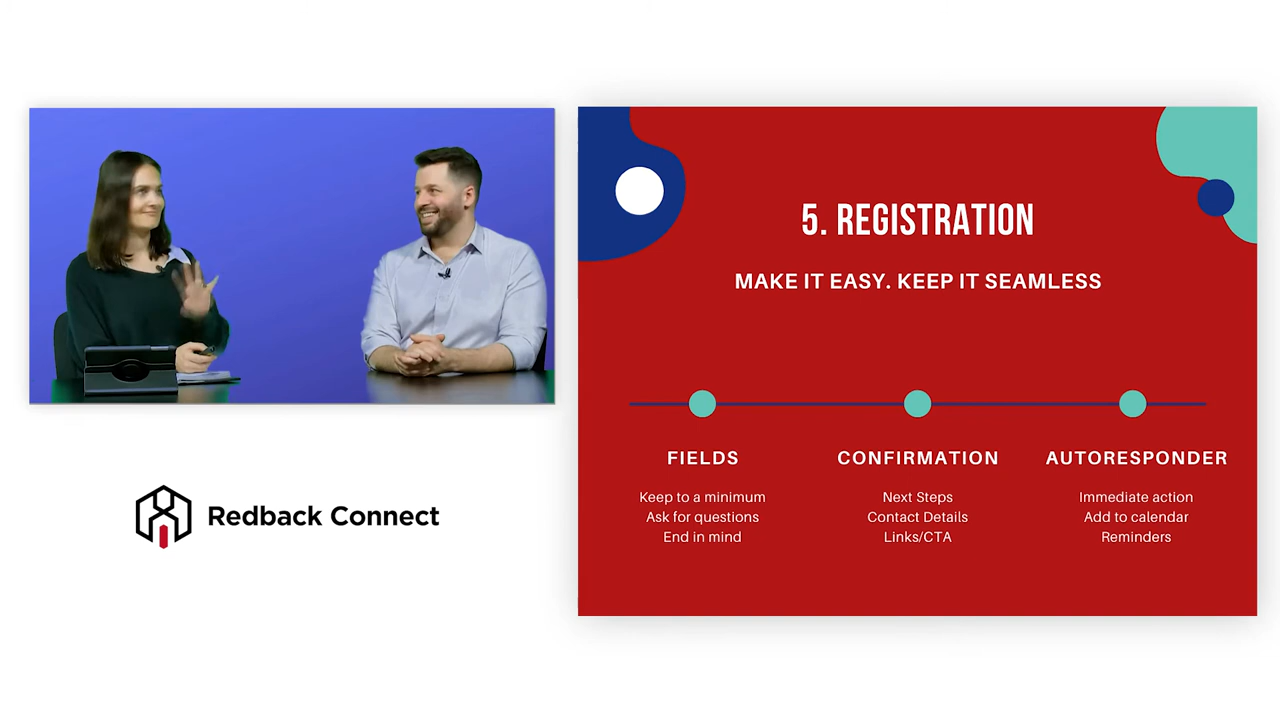 Redback Connect
5. REGISTRATION
MAKE IT EASY. KEEP IT SEAMLESS
FIELDS
Keep to a minimum
Ask for questions
End in mind
CONFIRMATION
Next Steps
Contact Details
Links/CTA
AUTORESPONDER
Immediate action
Add to calendar
Reminders